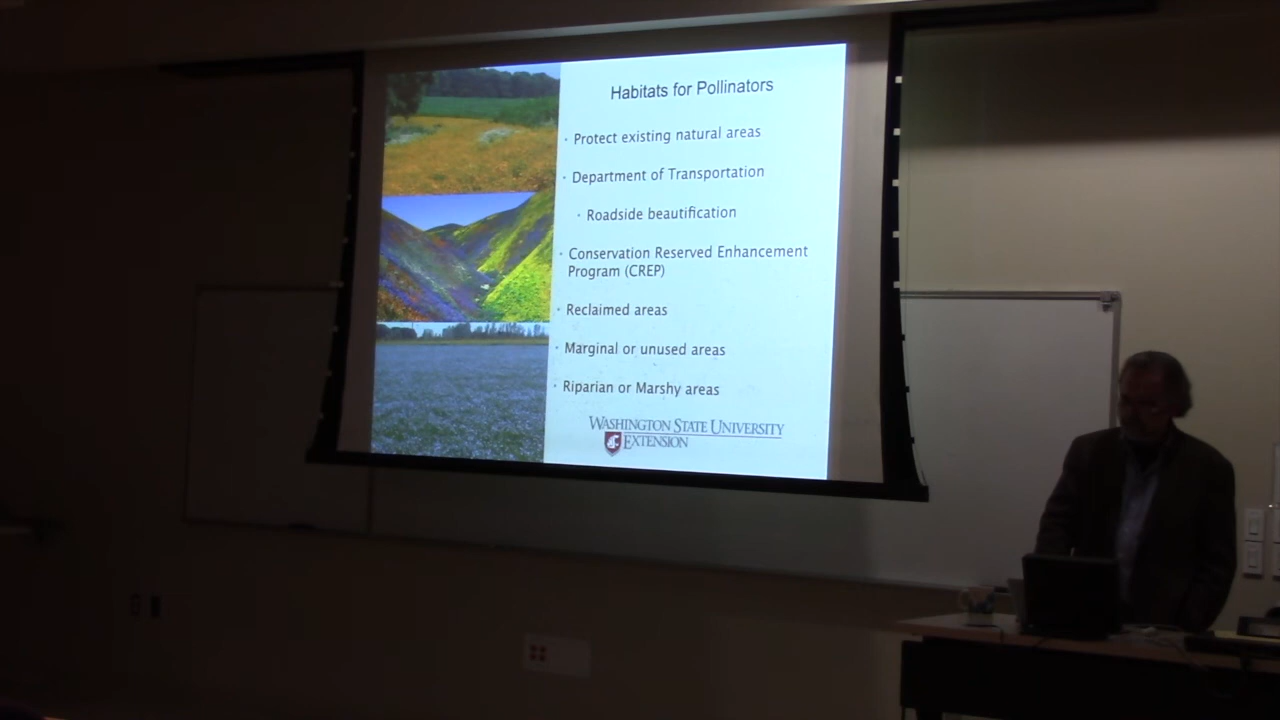 Habitats for Pollinators
· Protect existing natural areas
· Department of Transportation
· Roadside beautification
· Conservation Reserved Enhancement
Program (CREP)
· Reclaimed areas
· Marginal or unused areas
· Riparian or Marshy areas
WASHINGTON STATE UNIVERSITY
EXTENSION